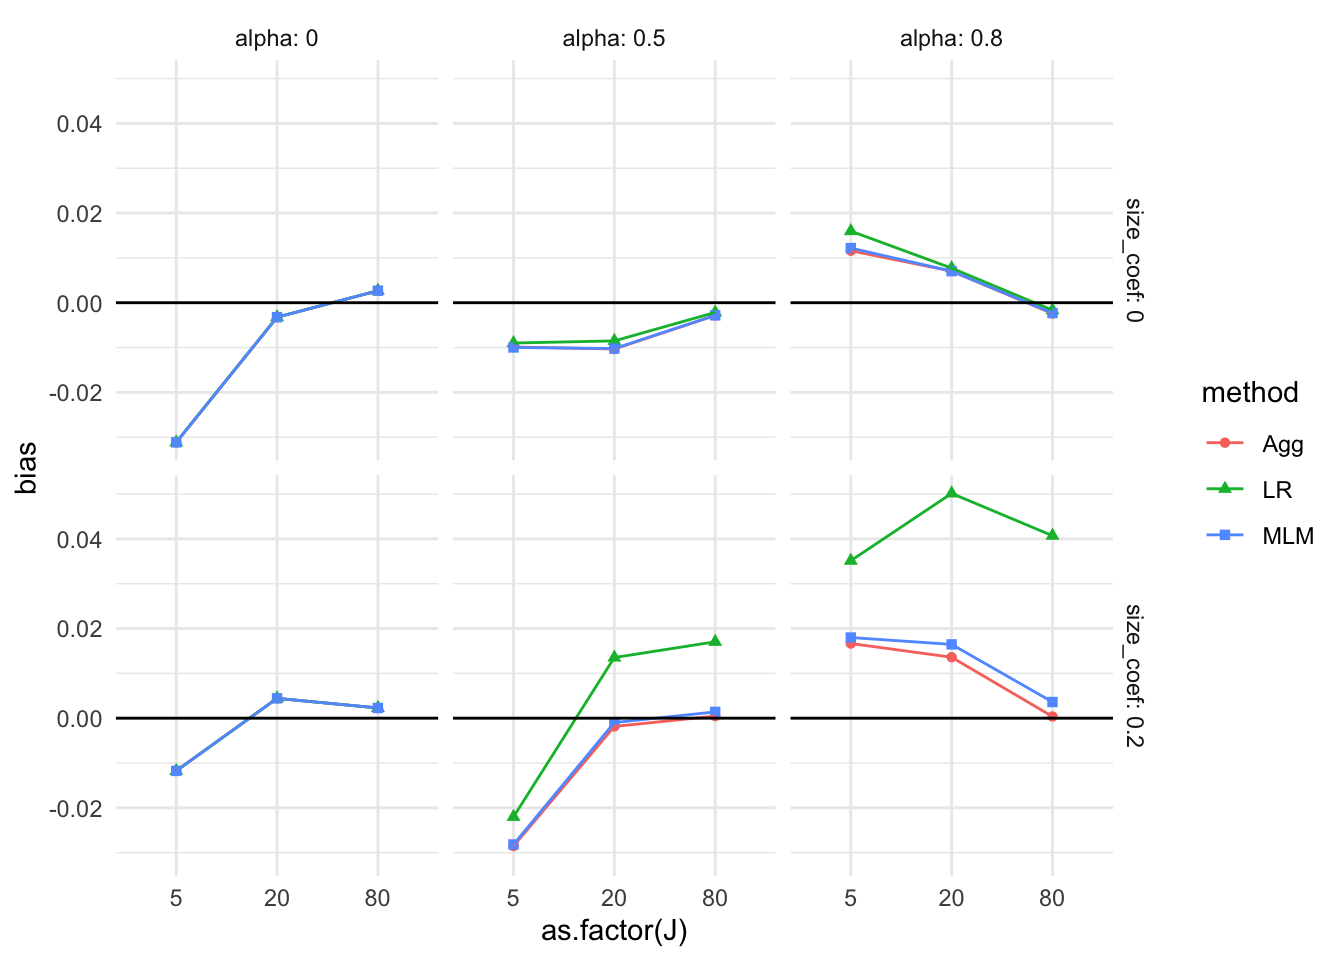 alpha: 0
alpha: 0.5
alpha: 0.8
0.04
0.02
0.00
-0.02
size_coef: 0
0.04
0.02
0.00
-0.02
size_coef: 0.2
bias
5
20
80
5
20
80
5
20
80
as.factor(J)
method
Agg
LR
MLM